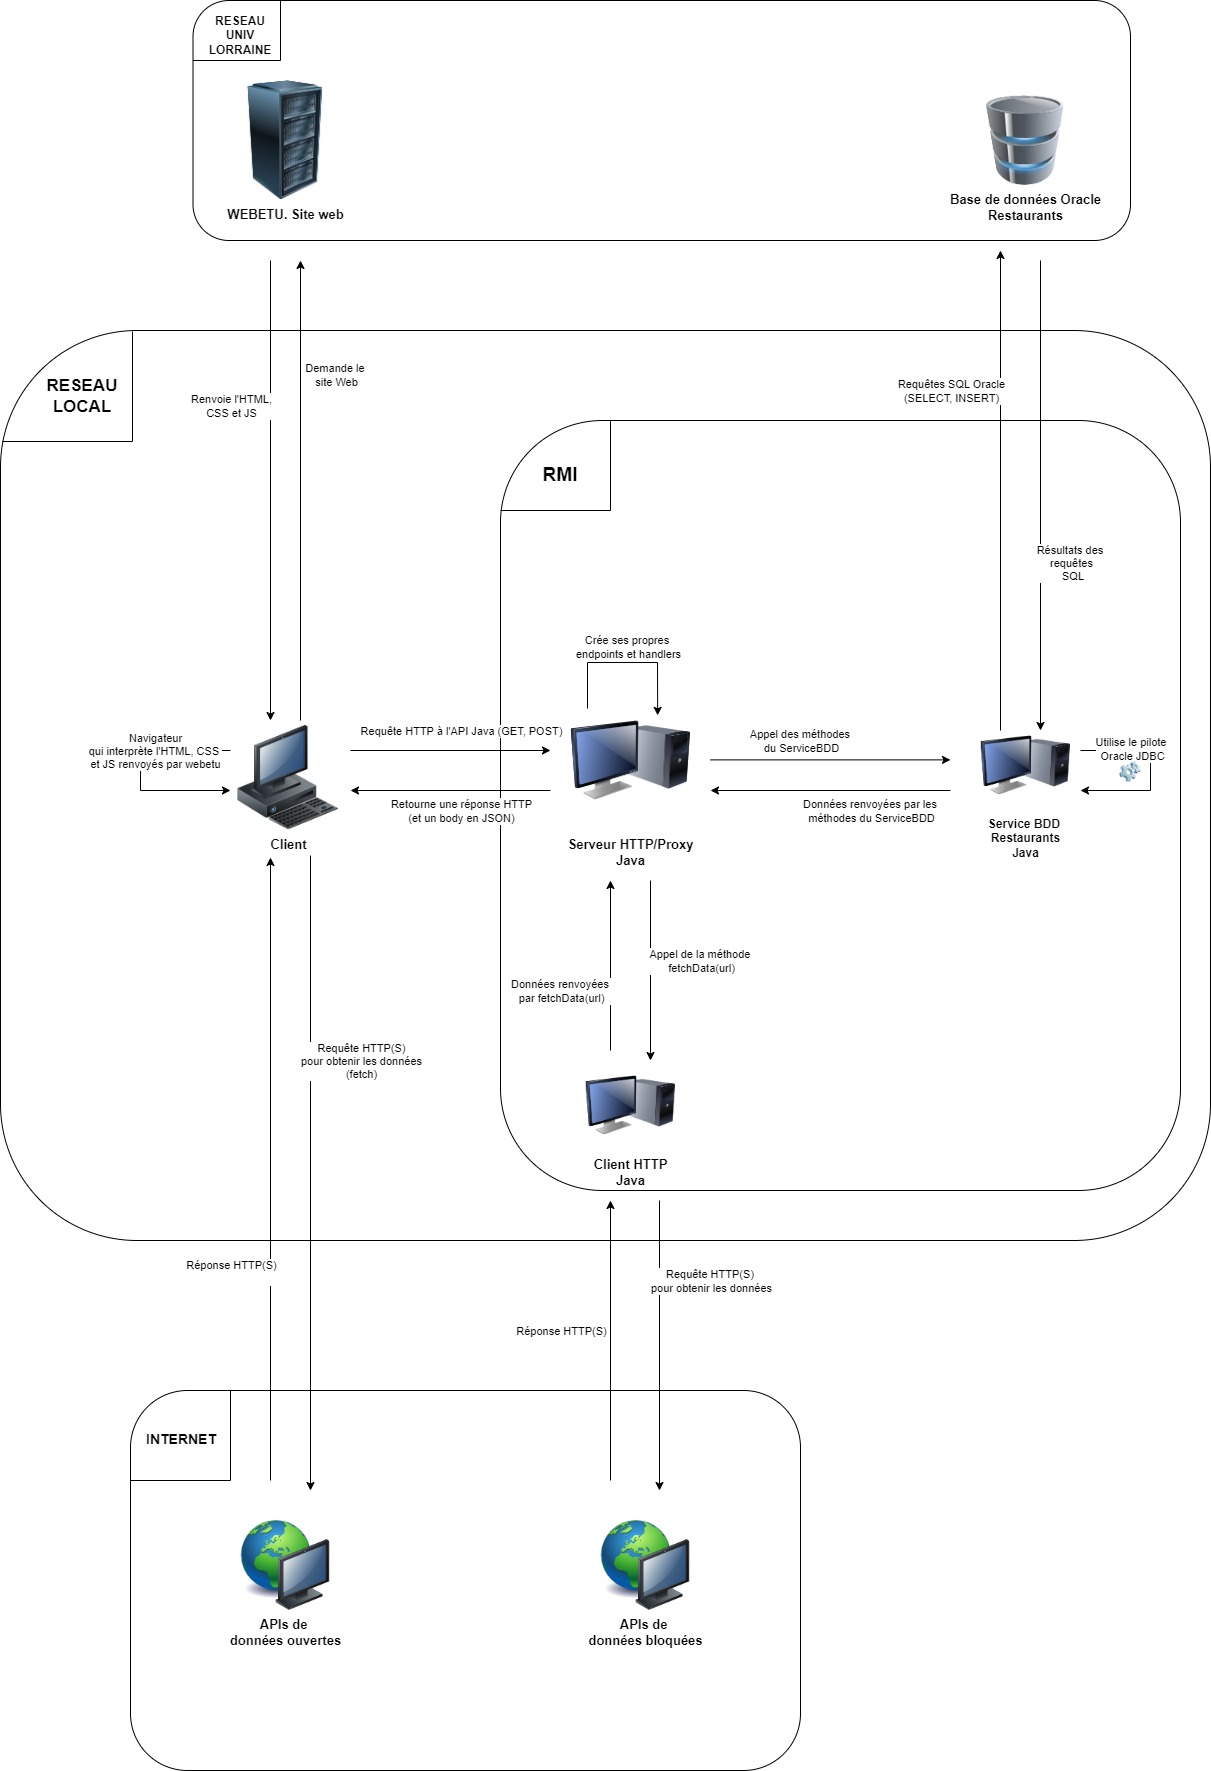 RESEAU
UNIV
LORRAINE
WEBETU. Site web
Base de données Oracle
Restaurants
RESEAU
LOCAL
Demande le
site Web
Renvoie l'HTML,
CSS et JS
Requêtes SQL Oracle
(SELECT, INSERT)
RMI
Résultats des
requêtes
SQL
Crée ses propres
endpoints et handlers
Navigateur
qui interprète l'HTML, CSS
et JS renvoyés par webetu
Requête HTTP à l'API Java (GET, POST)
Appel des méthodes
du ServiceBDD
Utilise le pilote
Oracle JDBC
Retourne une réponse HTTP
(et un body en JSON)
Données renvoyées par les
méthodes du ServiceBDD
Client
Serveur HTTP/Proxy
Java
Service BDD
Restaurants
Java
Appel de la méthode
fetchData(url)
Données renvoyées
par fetchData(url)
Requête HTTP(S)
pour obtenir les données
(fetch)
Client HTTP
Java
Réponse HTTP(S)
Requête HTTP(S)
pour obtenir les données
Réponse HTTP(S)
INTERNET
APIs de
données ouvertes
APIs de
données bloquées